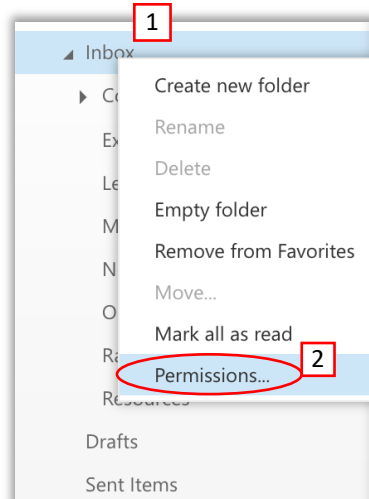 1
Inbox
Create new folder
Rename
Delete
Empty folder
Remove from Favorites
Move...
Mark all as read
2
Permissions...
Resources
Drafts
Sent Items